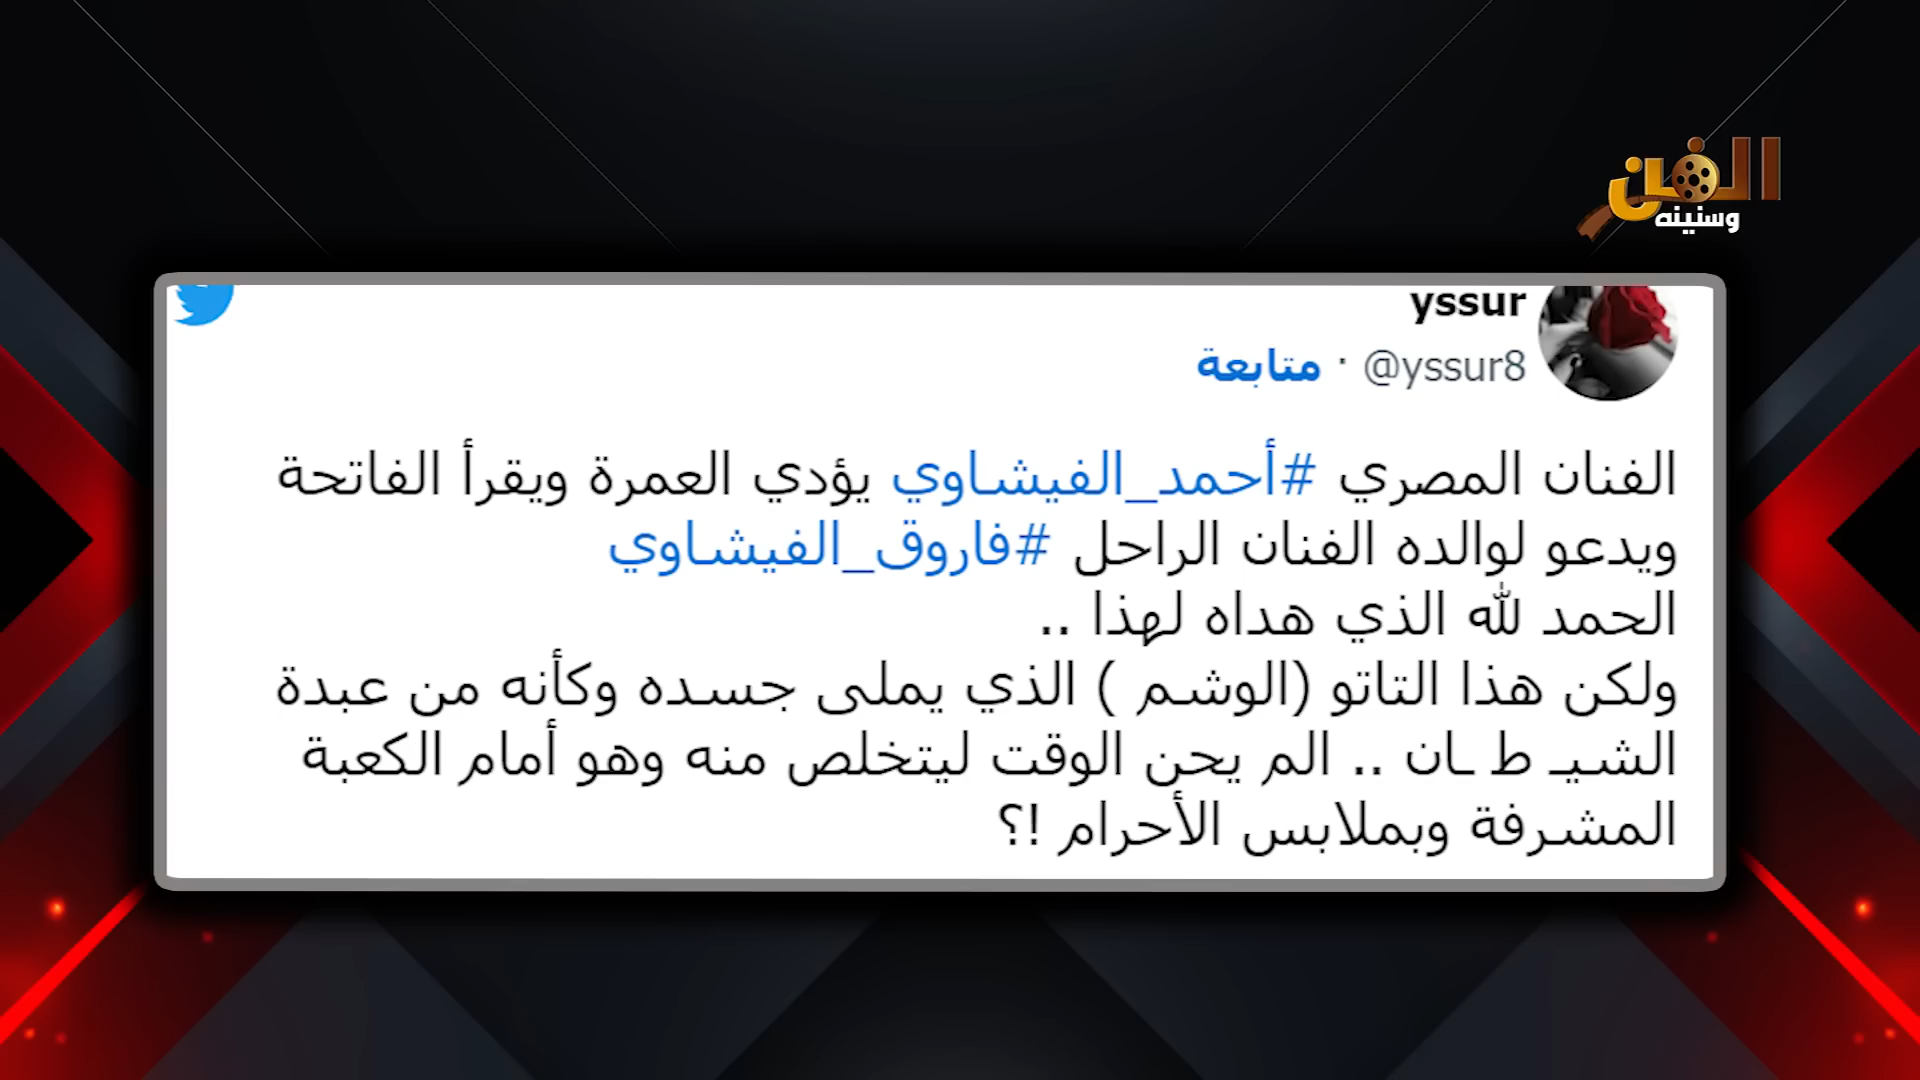 الفن
وسنينه
yssur
@yssur8 · متابعة
الفنان المصري #أحمد_الفيشاوي يؤدي العمرة ويقرأ الفاتحة
ويدعو لوالده الفنان الراحل #فاروق_الفيشاوي
الحمد لله الذي هداه لهذا ..
ولكن هذا التاتو (الوشم ) الذي يملى جسده وكأنه من عبدة
الشيـ ط ـان .. الم يحن الوقت ليتخلص منه وهو أمام الكعبة
المشرفة وبملابس الأحرام !؟